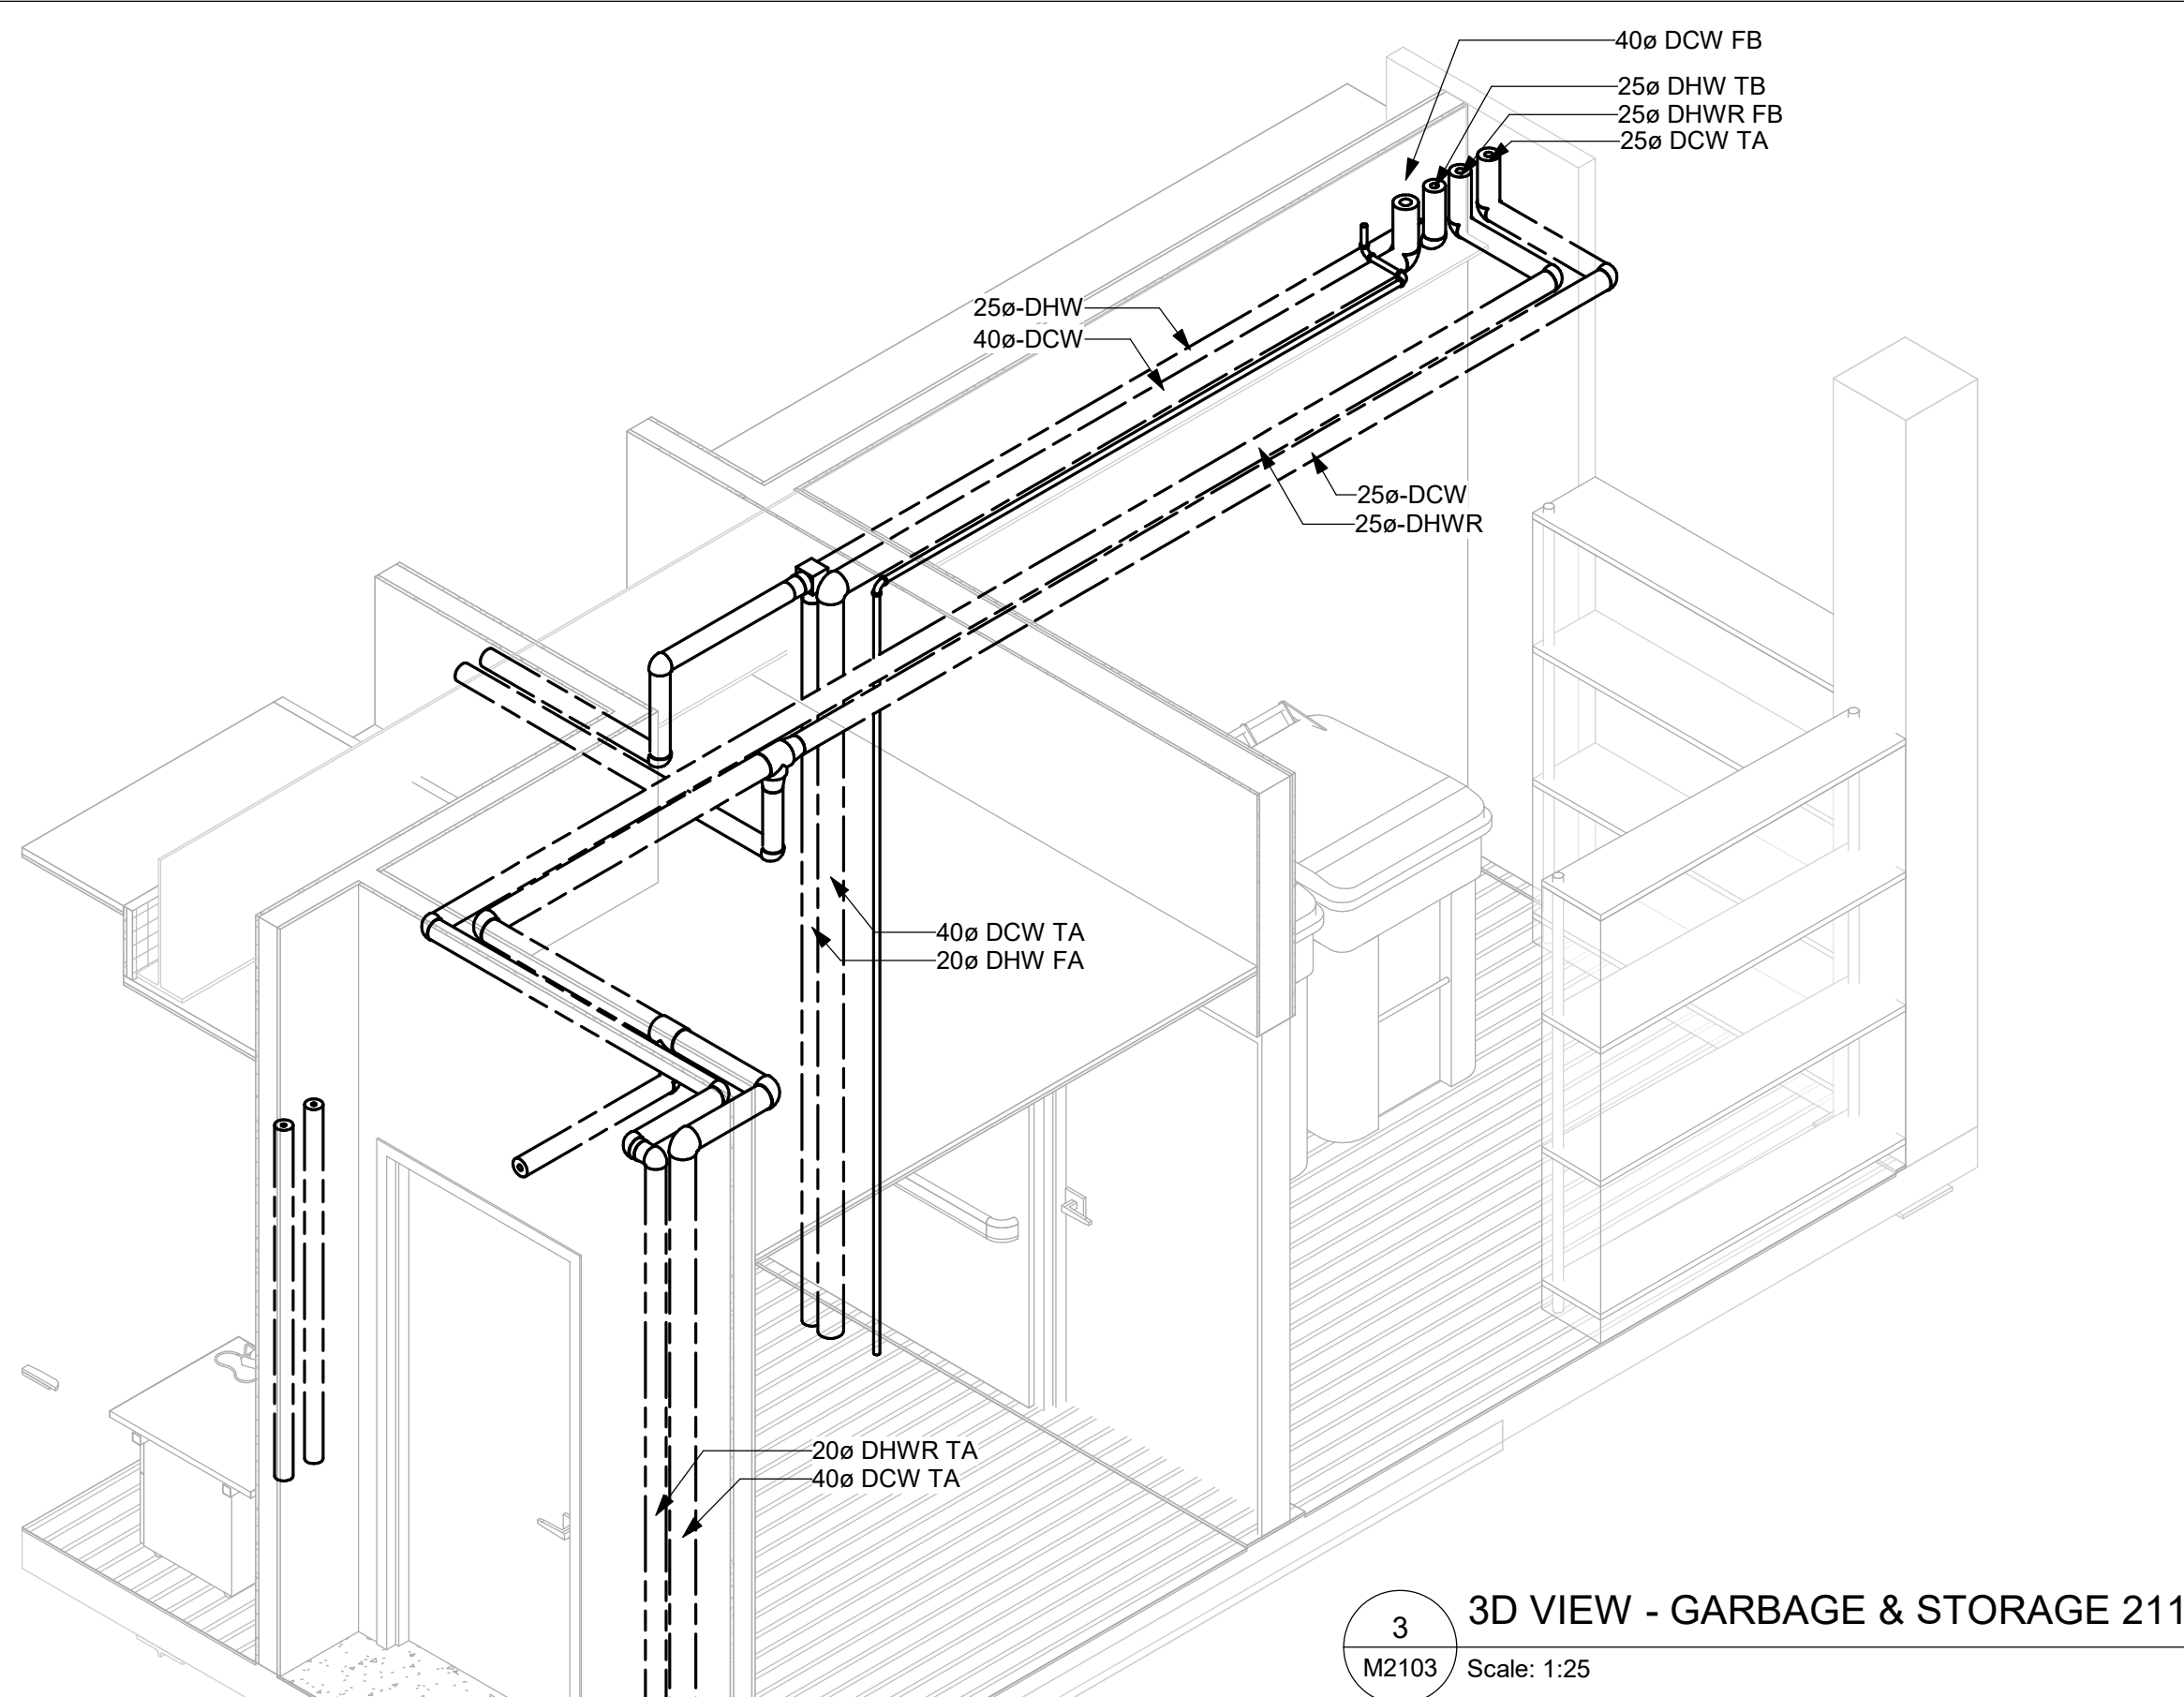 40ø DCW FB
25ø DHW TB
25ø DHWR FB
25ø DCW TA
25ø-DHW
40ø-DCW
25ø-DCW
25ø-DHWR
40ø DCW TA
20ø DHW FA
20ø DHWR TA
40ø DCW TA
3
M2103
3D VIEW - GARBAGE & STORAGE 211
Scale: 1:25